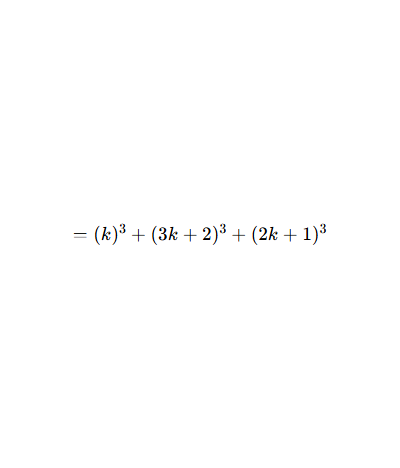 = (k)³ + (3k + 2)³ + (2k + 1)³